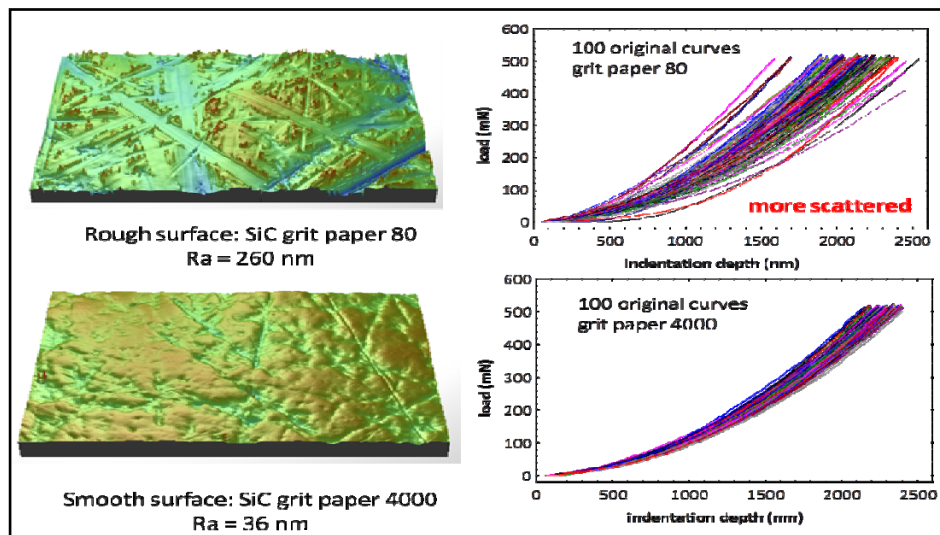 Rough surface: SiC grit paper 80
Ra = 260 nm
600
500
400
300
200
100
0
load (mN)
100 original curves
grit paper 80
more scattered
0
500
1000
1500
2000
2500
Indentation depth (nm)
Smooth surface: SiC grit paper 4000
Ra = 36 nm
600
500
400
300
200
100
0
load (mN)
100 original curves
grit paper 4000
0
500
1000
1500
2000
2500
indentation depth (nm)